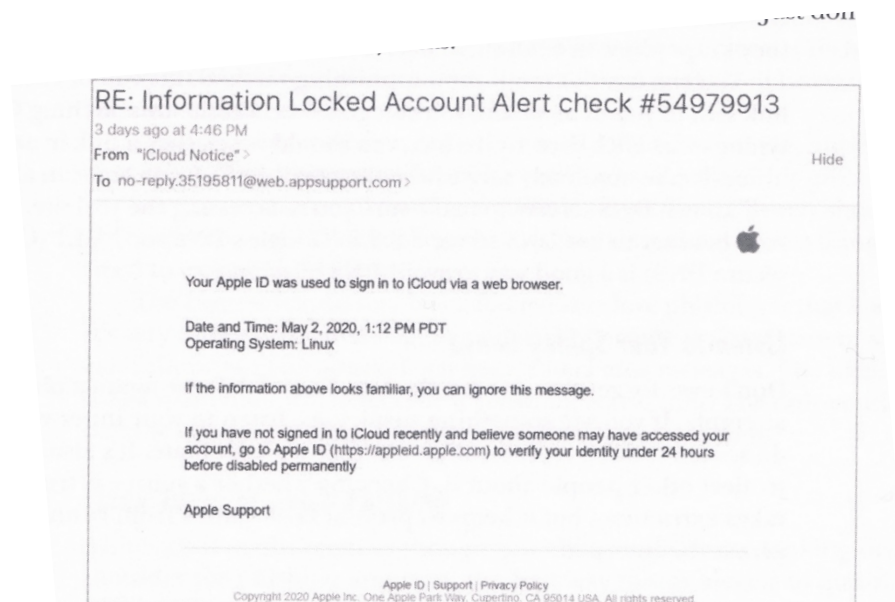 Just don
RE: Information Locked Account Alert check #54979913
3 days ago at 4:46 PM
From "iCloud Notice" >
Hide
To no-reply.35195811@web.appsupport.com >
Your Apple ID was used to sign in to iCloud via a web browser.
Date and Time: May 2, 2020, 1:12 PM PDT
Operating System: Linux
If the information above looks familiar, you can ignore this message.
If you have not signed in to iCloud recently and believe someone may have accessed your
account, go to Apple ID (https://appleid.apple.com) to verify your identity under 24 hours
before disabled permanently
Apple Support
Apple ID | Support | Privacy Policy
Copyright 2020 Apple Inc. One Apple Park Way, Cupertino, CA 95014 USA. All rights reserved.